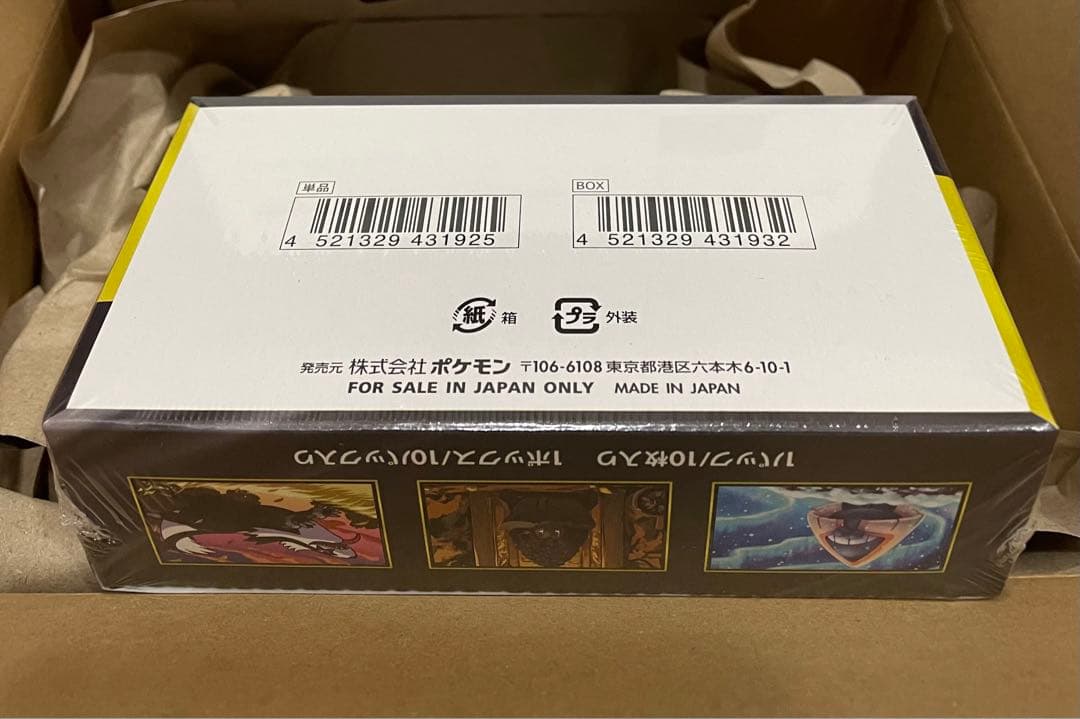 単品
BOX
4 521329 431925
4 521329 431932
紙 箱
プラ 外装
発売元 株式会社ポケモン 〒106-6108 東京都港区六本木6-10-1
FOR SALE IN JAPAN ONLY MADE IN JAPAN
1パック/10枚入り 1ボックス/10パック入り